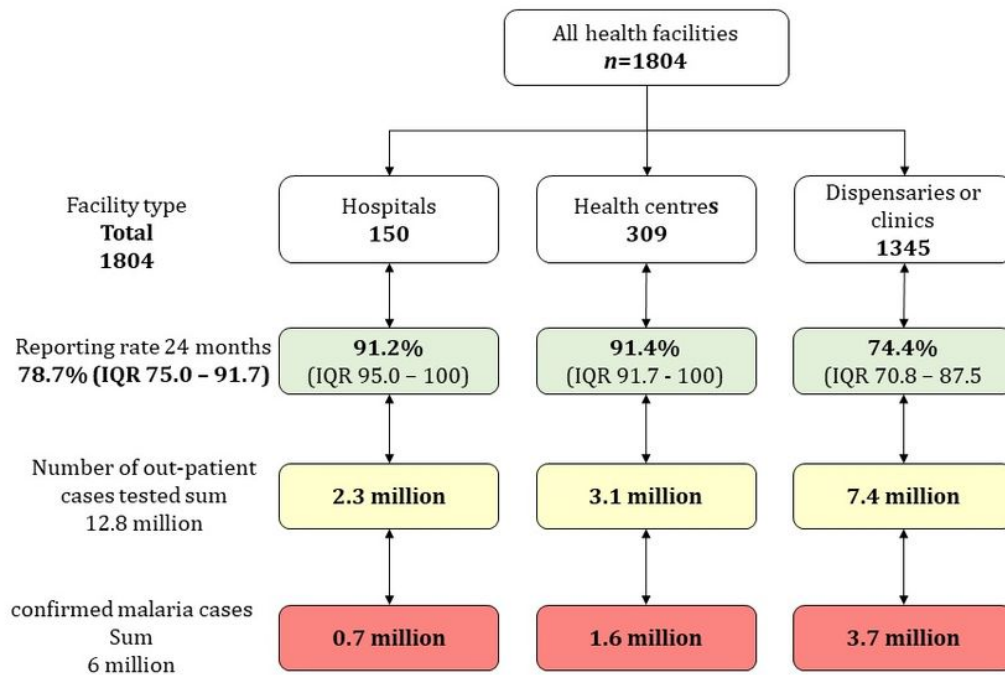 All health facilities
n=1804
Facility type
Total
1804
Hospitals
150
Health centres
309
Dispensaries or
clinics
1345
Reporting rate 24 months
78.7% (IQR 75.0 – 91.7)
91.2%
(IQR 95.0 – 100)
91.4%
(IQR 91.7 - 100)
74.4%
(IQR 70.8 – 87.5
Number of out-patient
cases tested sum
12.8 million
2.3 million
3.1 million
7.4 million
confirmed malaria cases
Sum
6 million
0.7 million
1.6 million
3.7 million